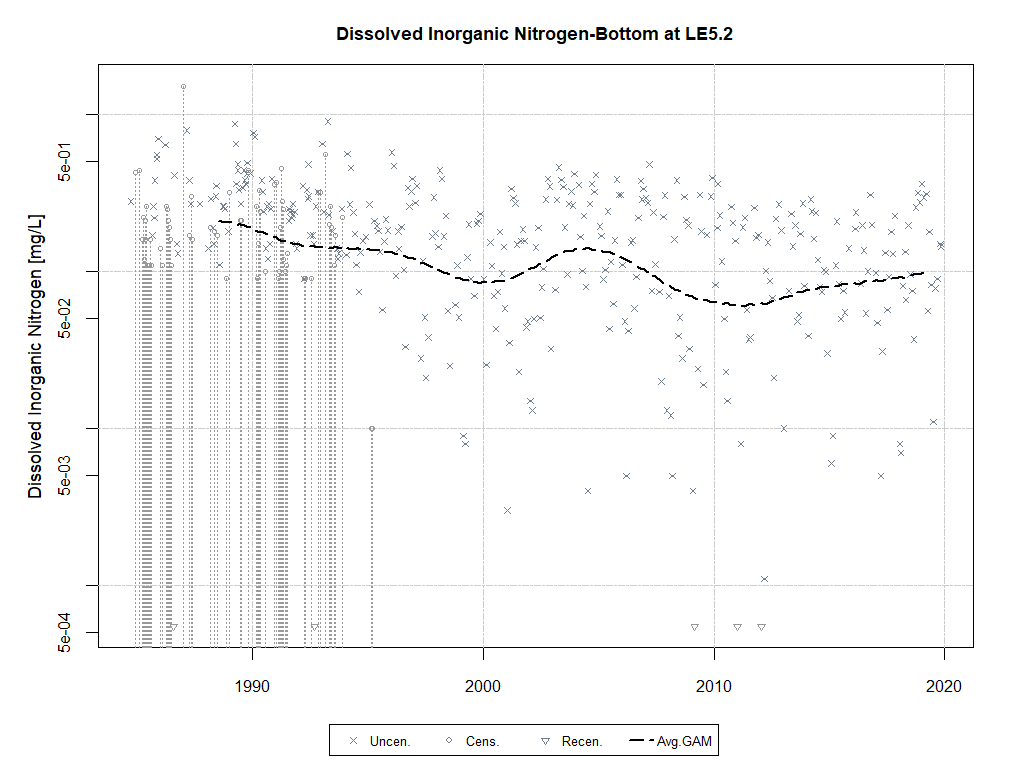 Dissolved Inorganic Nitrogen-Bottom at LE5.2
Dissolved Inorganic Nitrogen [mg/L]
5e-01
5e-02
5e-03
5e-04
1990 2000 2010 2020
Uncen. Cens. Recen. Avg.GAM